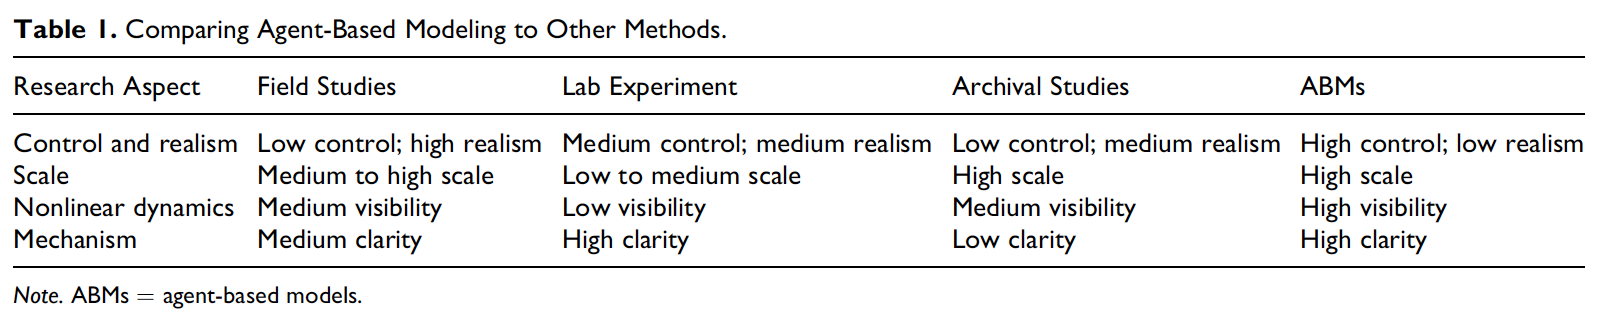 Table 1. Comparing Agent-Based Modeling to Other Methods.
Research Aspect Field Studies Lab Experiment Archival Studies ABMs
Control and realism Low control; high realism Medium control; medium realism Low control; medium realism High control; low realism
Scale Medium to high scale Low to medium scale High scale High scale
Nonlinear dynamics Medium visibility Low visibility Medium visibility High visibility
Mechanism Medium clarity High clarity Low clarity High clarity
Note. ABMs = agent-based models.